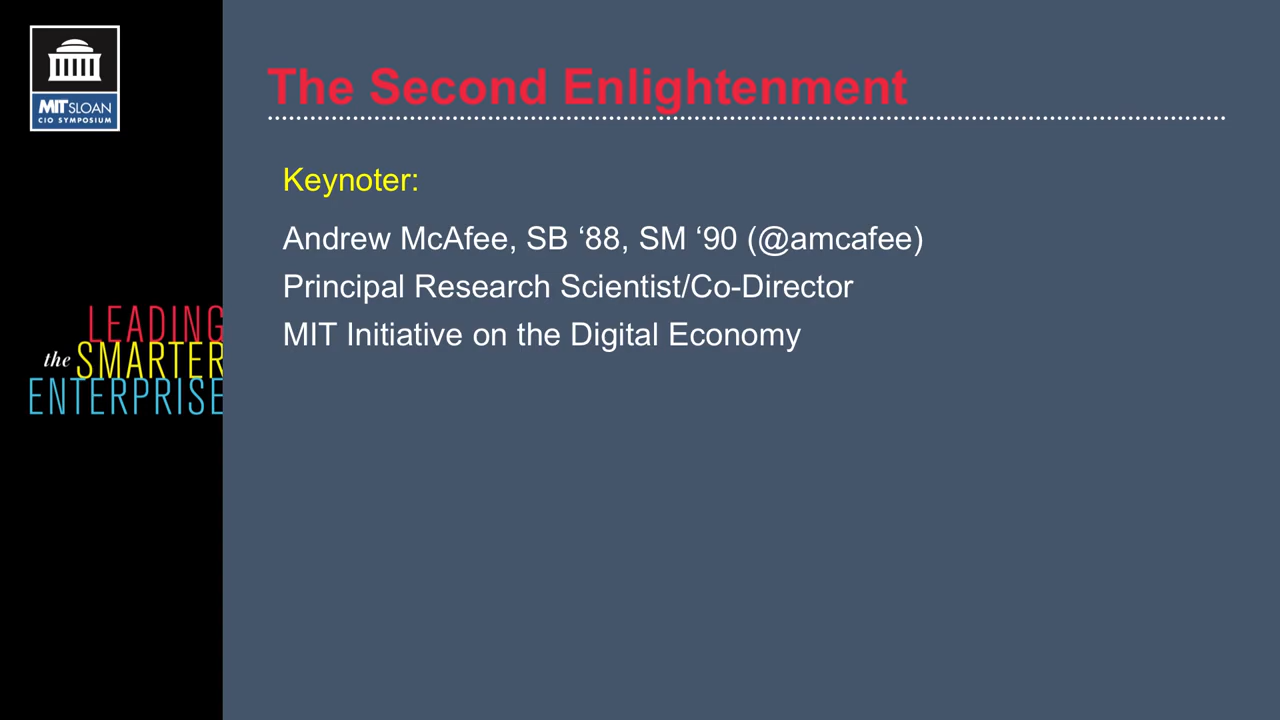 MIT SLOAN
CIO SYMPOSIUM
LEADING
the SMARTER
ENTERPRISE
The Second Enlightenment
Keynoter:
Andrew McAfee, SB ‘88, SM ‘90 (@amcafee)
Principal Research Scientist/Co-Director
MIT Initiative on the Digital Economy